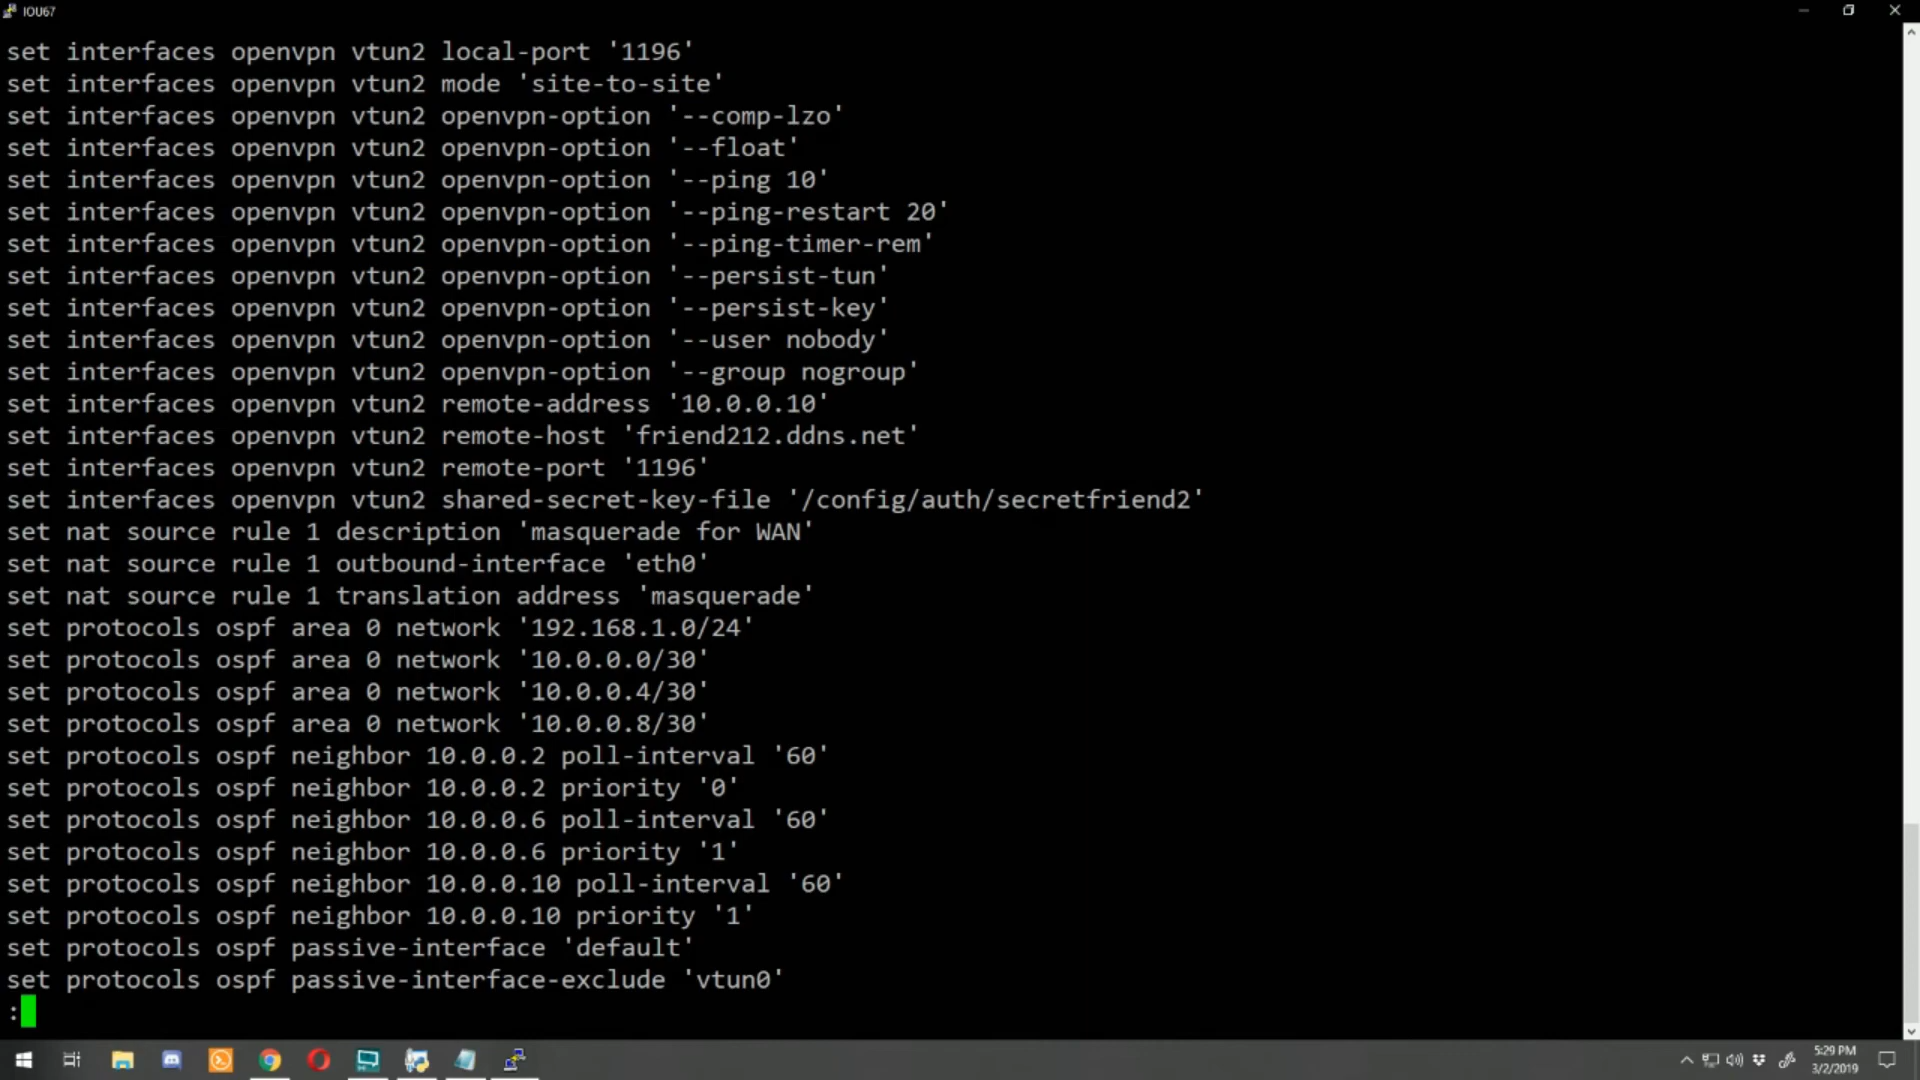 IOU67
set interfaces openvpn vtun2 local-port '1196'
set interfaces openvpn vtun2 mode 'site-to-site'
set interfaces openvpn vtun2 openvpn-option '--comp-lzo'
set interfaces openvpn vtun2 openvpn-option '--float'
set interfaces openvpn vtun2 openvpn-option '--ping 10'
set interfaces openvpn vtun2 openvpn-option '--ping-restart 20'
set interfaces openvpn vtun2 openvpn-option '--ping-timer-rem'
set interfaces openvpn vtun2 openvpn-option '--persist-tun'
set interfaces openvpn vtun2 openvpn-option '--persist-key'
set interfaces openvpn vtun2 openvpn-option '--user nobody'
set interfaces openvpn vtun2 openvpn-option '--group nogroup'
set interfaces openvpn vtun2 remote-address '10.0.0.10'
set interfaces openvpn vtun2 remote-host 'friend212.ddns.net'
set interfaces openvpn vtun2 remote-port '1196'
set interfaces openvpn vtun2 shared-secret-key-file '/config/auth/secretfriend2'
set nat source rule 1 description 'masquerade for WAN'
set nat source rule 1 outbound-interface 'eth0'
set nat source rule 1 translation address 'masquerade'
set protocols ospf area 0 network '192.168.1.0/24'
set protocols ospf area 0 network '10.0.0.0/30'
set protocols ospf area 0 network '10.0.0.4/30'
set protocols ospf area 0 network '10.0.0.8/30'
set protocols ospf neighbor 10.0.0.2 poll-interval '60'
set protocols ospf neighbor 10.0.0.2 priority '0'
set protocols ospf neighbor 10.0.0.6 poll-interval '60'
set protocols ospf neighbor 10.0.0.6 priority '1'
set protocols ospf neighbor 10.0.0.10 poll-interval '60'
set protocols ospf neighbor 10.0.0.10 priority '1'
set protocols ospf passive-interface 'default'
set protocols ospf passive-interface-exclude 'vtun0'
:
5:29 PM
3/2/2019